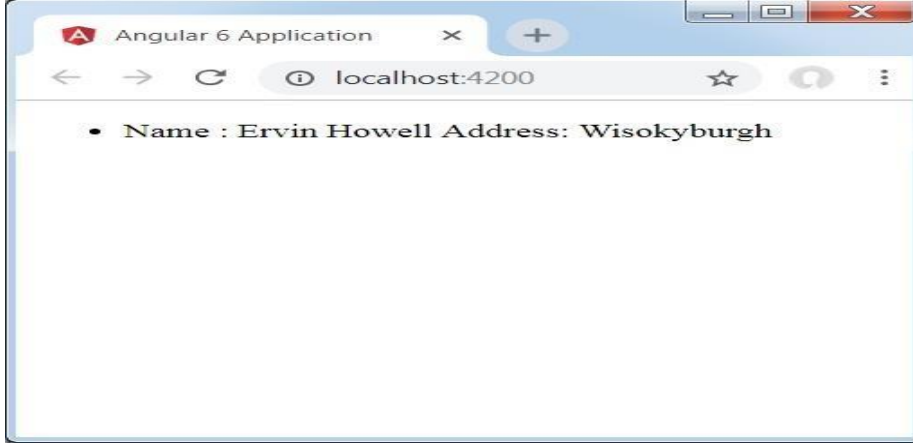 Angular 6 Application
localhost:4200
• Name : Ervin Howell Address: Wisokyburgh